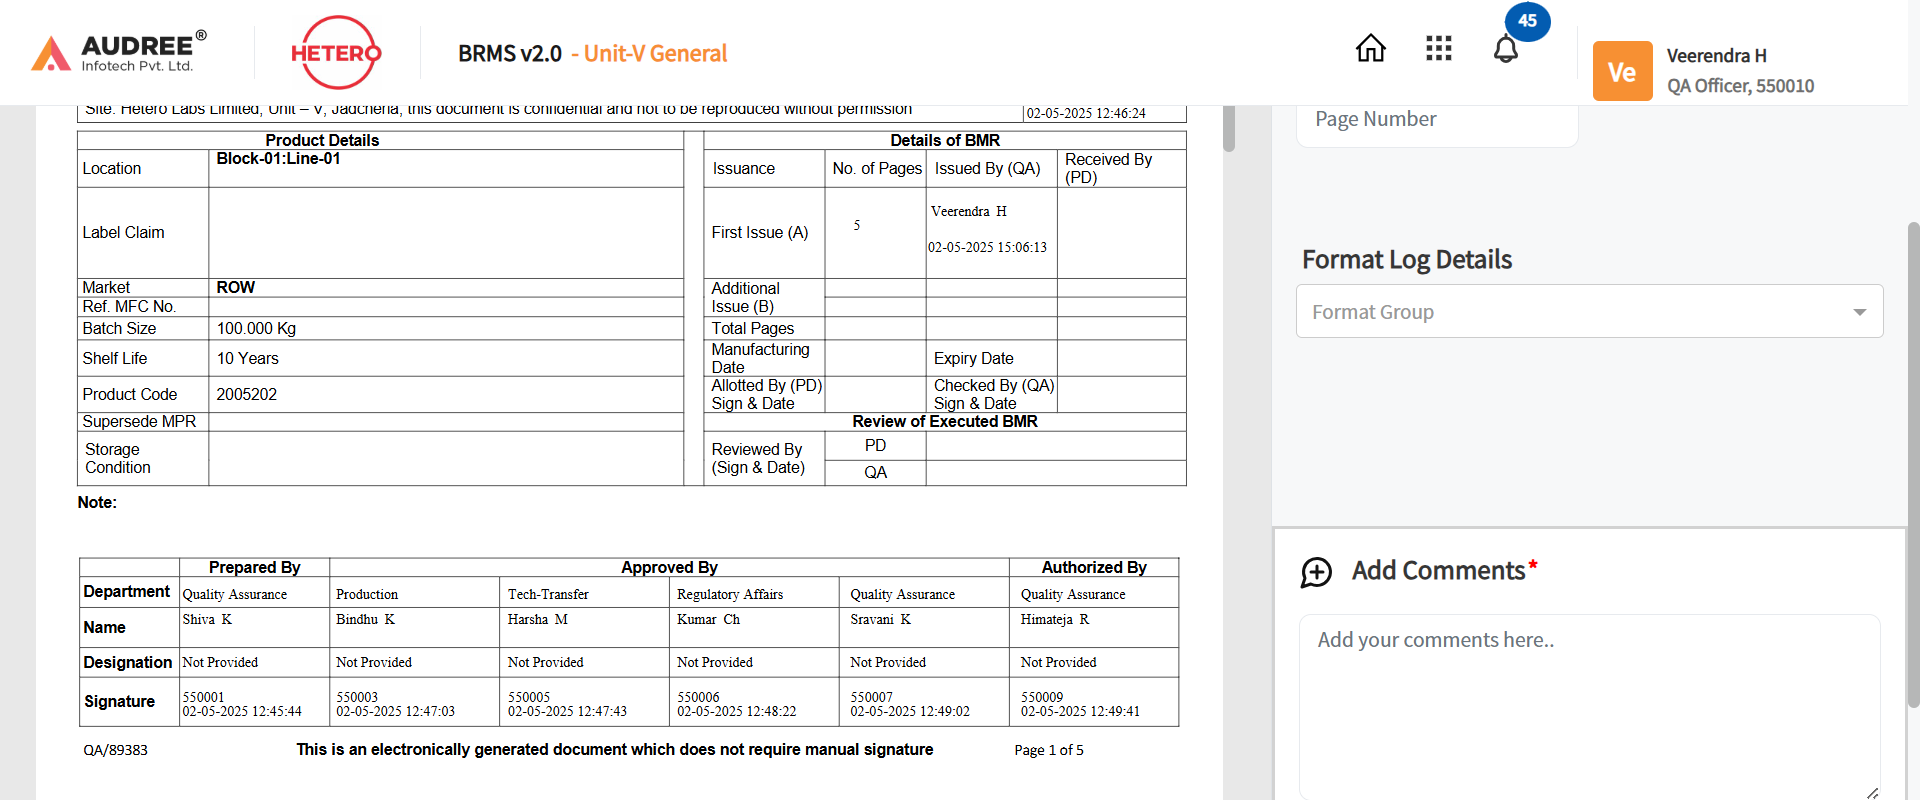 AUDREE®
Infotech Pvt. Ltd.
HETERO
BRMS v2.0 - Unit-V General
45
Ve
Veerendra H
QA Officer, 550010
Site: Hetero Labs Limited, Unit – V, Jadcherla, this document is confidential and not to be reproduced without permission
02-05-2025 12:46:24
Product Details
Location
Block-01:Line-01
Label Claim
Market
ROW
Ref. MFC No.
Batch Size
100.000 Kg
Shelf Life
10 Years
Product Code
2005202
Supersede MPR
Storage
Condition
Details of BMR
Issuance
No. of Pages
Issued By (QA)
Received By
(PD)
First Issue (A)
5
Veerendra H
02-05-2025 15:06:13
Additional
Issue (B)
Total Pages
Manufacturing
Date
Expiry Date
Allotted By (PD)
Sign & Date
Checked By (QA)
Sign & Date
Review of Executed BMR
Reviewed By
(Sign & Date)
PD
QA
Note:
Prepared By
Approved By
Authorized By
Department
Quality Assurance
Production
Tech-Transfer
Regulatory Affairs
Quality Assurance
Quality Assurance
Name
Shiva K
Bindhu K
Harsha M
Kumar Ch
Sravani K
Himateja R
Designation
Not Provided
Not Provided
Not Provided
Not Provided
Not Provided
Not Provided
Signature
550001
02-05-2025 12:45:44
550003
02-05-2025 12:47:03
550005
02-05-2025 12:47:43
550006
02-05-2025 12:48:22
550007
02-05-2025 12:49:02
550009
02-05-2025 12:49:41
QA/89383
This is an electronically generated document which does not require manual signature
Page 1 of 5
Page Number
Format Log Details
Format Group
Add Comments*
Add your comments here..